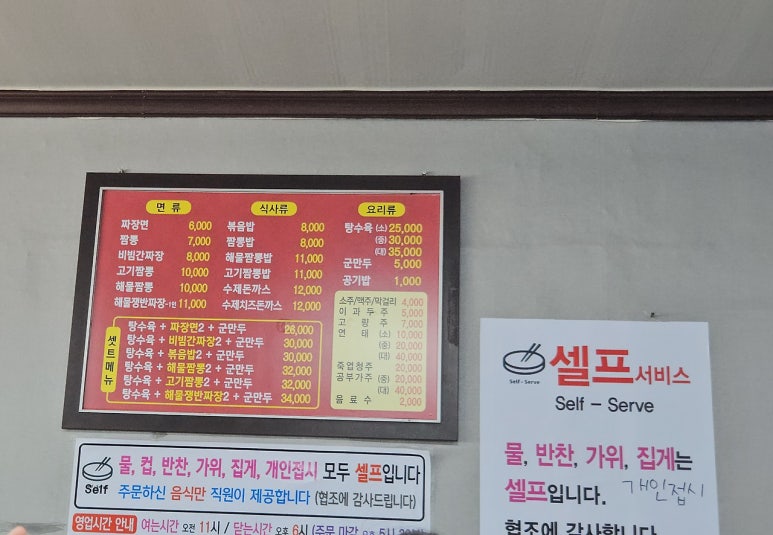 면 류
짜장면 6,000
짬뽕 7,000
비빔간짜장 8,000
고기짬뽕 10,000
해물짬뽕 10,000
해물쟁반짜장-1인 11,000
식사류
볶음밥 8,000
짬뽕밥 8,000
해물짬뽕밥 11,000
고기짬뽕밥 11,000
수제돈까스 12,000
수제치즈돈까스 12,000
요리류
탕수육 (소) 25,000
(중) 30,000
(대) 35,000
군만두 5,000
공기밥 1,000
소주/맥주/막걸리 4,000
이과두주 5,000
고량주 7,000
연태 (소) 10,000
(중) 20,000
(대) 40,000
죽엽청주 20,000
공부가주 (중) 20,000
(대) 40,000
음료수 2,000
셋트메뉴
탕수육 + 짜장면2 + 군만두 28,000
탕수육 + 비빔간짜장2 + 군만두 30,000
탕수육 + 볶음밥2 + 군만두 30,000
탕수육 + 해물짬뽕2 + 군만두 32,000
탕수육 + 고기짬뽕2 + 군만두 32,000
탕수육 + 해물쟁반짜장2 + 군만두 34,000
Self
물, 컵, 반찬, 가위, 집게, 개인접시 모두 셀프입니다
주문하신 음식만 직원이 제공합니다 (협조에 감사드립니다)
영업시간 안내 여는시간 오전 11시 / 닫는시간 오후 6시 (주문 마감
Self - Serve
셀프서비스
Self - Serve
물, 반찬, 가위, 집게는
셀프입니다. 개인접시
협조에 감사합니다